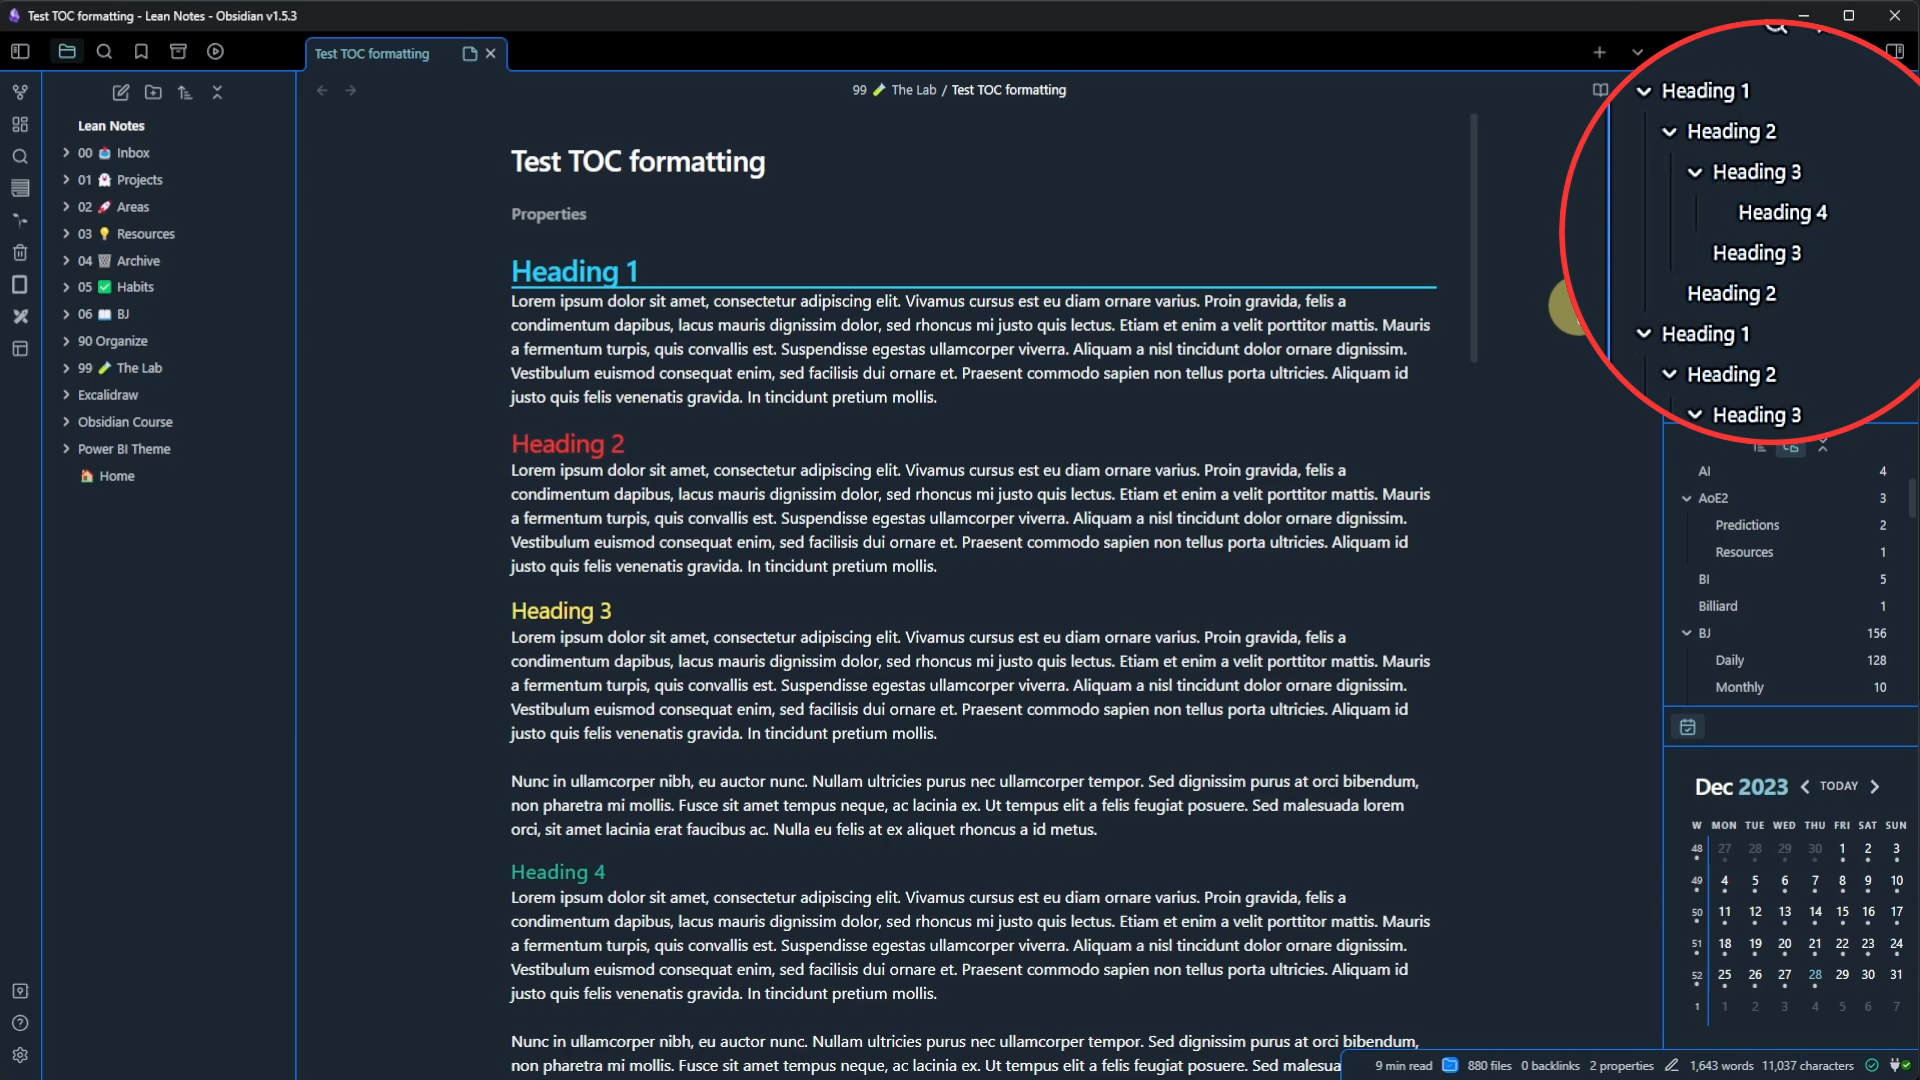 Test TOC formatting - Lean Notes - Obsidian v1.5.3
Test TOC formatting
Lean Notes
00 📥 Inbox
01 Projects
02 🚀 Areas
03 💡 Resources
04 Archive
05 ✅ Habits
06 📖 BJ
90 Organize
99 🧪 The Lab
Excalidraw
Obsidian Course
Power BI Theme
🏠 Home
99 🧪 The Lab / Test TOC formatting
Test TOC formatting
Properties
Heading 1
Lorem ipsum dolor sit amet, consectetur adipiscing elit. Vivamus cursus est eu diam ornare varius. Proin gravida, felis a
condimentum dapibus, lacus mauris dignissim dolor, sed rhoncus mi justo quis lectus. Etiam et enim a velit porttitor mattis. Mauris
a fermentum turpis, quis convallis est. Suspendisse egestas ullamcorper viverra. Aliquam a nisl tincidunt dolor ornare dignissim.
Vestibulum euismod consequat enim, sed facilisis dui ornare et. Praesent commodo sapien non tellus porta ultricies. Aliquam id
justo quis felis venenatis gravida. In tincidunt pretium mollis.
Heading 2
Lorem ipsum dolor sit amet, consectetur adipiscing elit. Vivamus cursus est eu diam ornare varius. Proin gravida, felis a
condimentum dapibus, lacus mauris dignissim dolor, sed rhoncus mi justo quis lectus. Etiam et enim a velit porttitor mattis. Mauris
a fermentum turpis, quis convallis est. Suspendisse egestas ullamcorper viverra. Aliquam a nisl tincidunt dolor ornare dignissim.
Vestibulum euismod consequat enim, sed facilisis dui ornare et. Praesent commodo sapien non tellus porta ultricies. Aliquam id
justo quis felis venenatis gravida. In tincidunt pretium mollis.
Heading 3
Lorem ipsum dolor sit amet, consectetur adipiscing elit. Vivamus cursus est eu diam ornare varius. Proin gravida, felis a
condimentum dapibus, lacus mauris dignissim dolor, sed rhoncus mi justo quis lectus. Etiam et enim a velit porttitor mattis. Mauris
a fermentum turpis, quis convallis est. Suspendisse egestas ullamcorper viverra. Aliquam a nisl tincidunt dolor ornare dignissim.
Vestibulum euismod consequat enim, sed facilisis dui ornare et. Praesent commodo sapien non tellus porta ultricies. Aliquam id
justo quis felis venenatis gravida. In tincidunt pretium mollis.
Nunc in ullamcorper nibh, eu auctor nunc. Nullam ultricies purus nec ullamcorper tempor. Sed dignissim purus at orci bibendum,
non pharetra mi mollis. Fusce sit amet tempus neque, ac lacinia ex. Ut tempus elit a felis feugiat posuere. Sed malesuada lorem
orci, sit amet lacinia erat faucibus ac. Nulla eu felis at ex aliquet rhoncus a id metus.
Heading 4
Lorem ipsum dolor sit amet, consectetur adipiscing elit. Vivamus cursus est eu diam ornare varius. Proin gravida, felis a
condimentum dapibus, lacus mauris dignissim dolor, sed rhoncus mi justo quis lectus. Etiam et enim a velit porttitor mattis. Mauris
a fermentum turpis, quis convallis est. Suspendisse egestas ullamcorper viverra. Aliquam a nisl tincidunt dolor ornare dignissim.
Vestibulum euismod consequat enim, sed facilisis dui ornare et. Praesent commodo sapien non tellus porta ultricies. Aliquam id
justo quis felis venenatis gravida. In tincidunt pretium mollis.
Nunc in ullamcorper nibh, eu auctor nunc. Nullam ultricies purus nec ullamcorper tempor. Sed dignissim purus at orci bibendum,
non pharetra mi mollis. Fusce sit amet tempus neque, ac lacinia ex. Ut tempus elit a felis feugiat posuere. Sed malesua
Heading 1
Heading 2
Heading 3
Heading 4
Heading 3
Heading 2
Heading 1
Heading 2
Heading 3
AI 4
AoE2 3
Predictions 2
Resources 1
BI 5
Billiard 1
BJ 156
Daily 128
Monthly 10
Dec 2023 TODAY
W MON TUE WED THU FRI SAT SUN
48 27 28 29 30 1 2 3
49 4 5 6 7 8 9 10
50 11 12 13 14 15 16 17
51 18 19 20 21 22 23 24
52 25 26 27 28 29 30 31
1 1 2 3 4 5 6 7
9 min read 880 files 0 backlinks 2 properties 1,643 words 11,037 characters